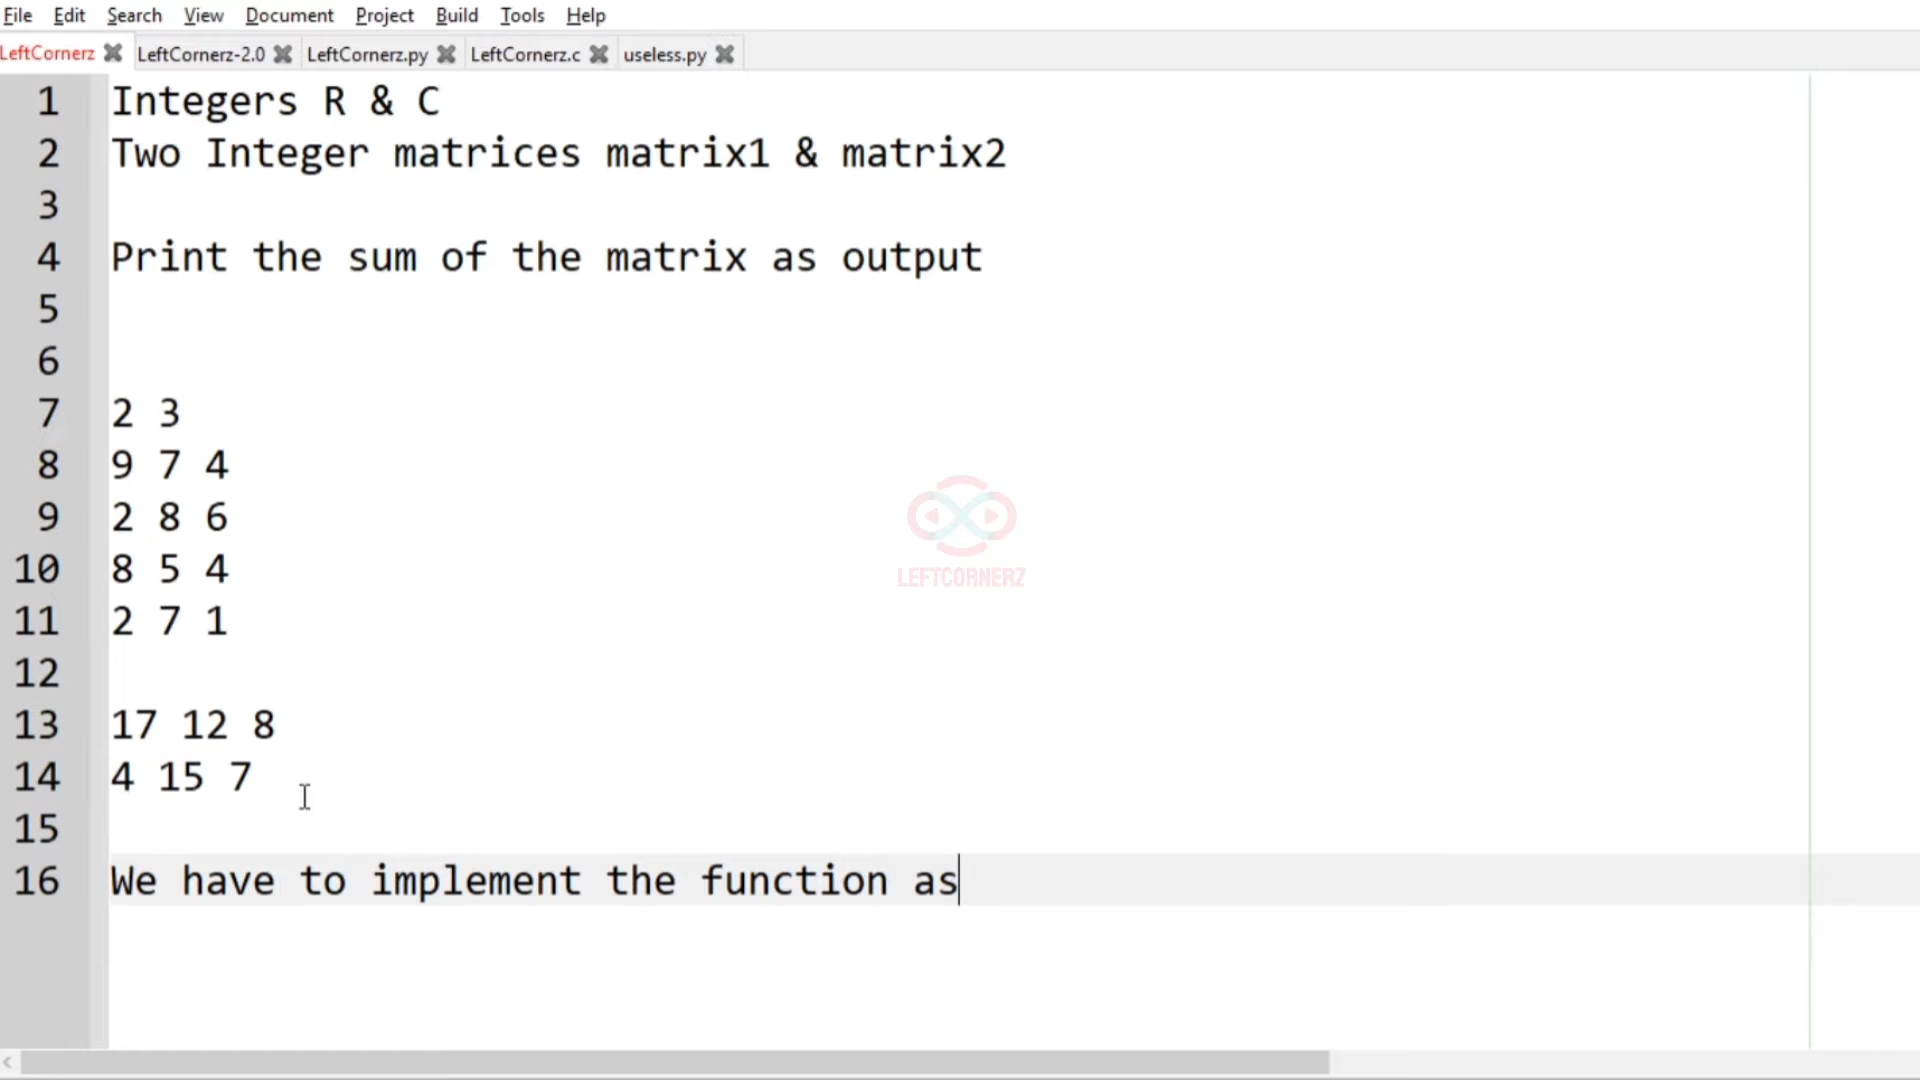 File Edit Search View Document Project Build Tools Help
LeftCornerz LeftCornerz-2.0 LeftCornerz.py LeftCornerz.c useless.py
1 Integers R & C
2 Two Integer matrices matrix1 & matrix2
3
4 Print the sum of the matrix as output
5
6
7 2 3
8 9 7 4
9 2 8 6
10 8 5 4
11 2 7 1
12
13 17 12 8
14 4 15 7
15
16 We have to implement the function as
LEFTCORNERZ